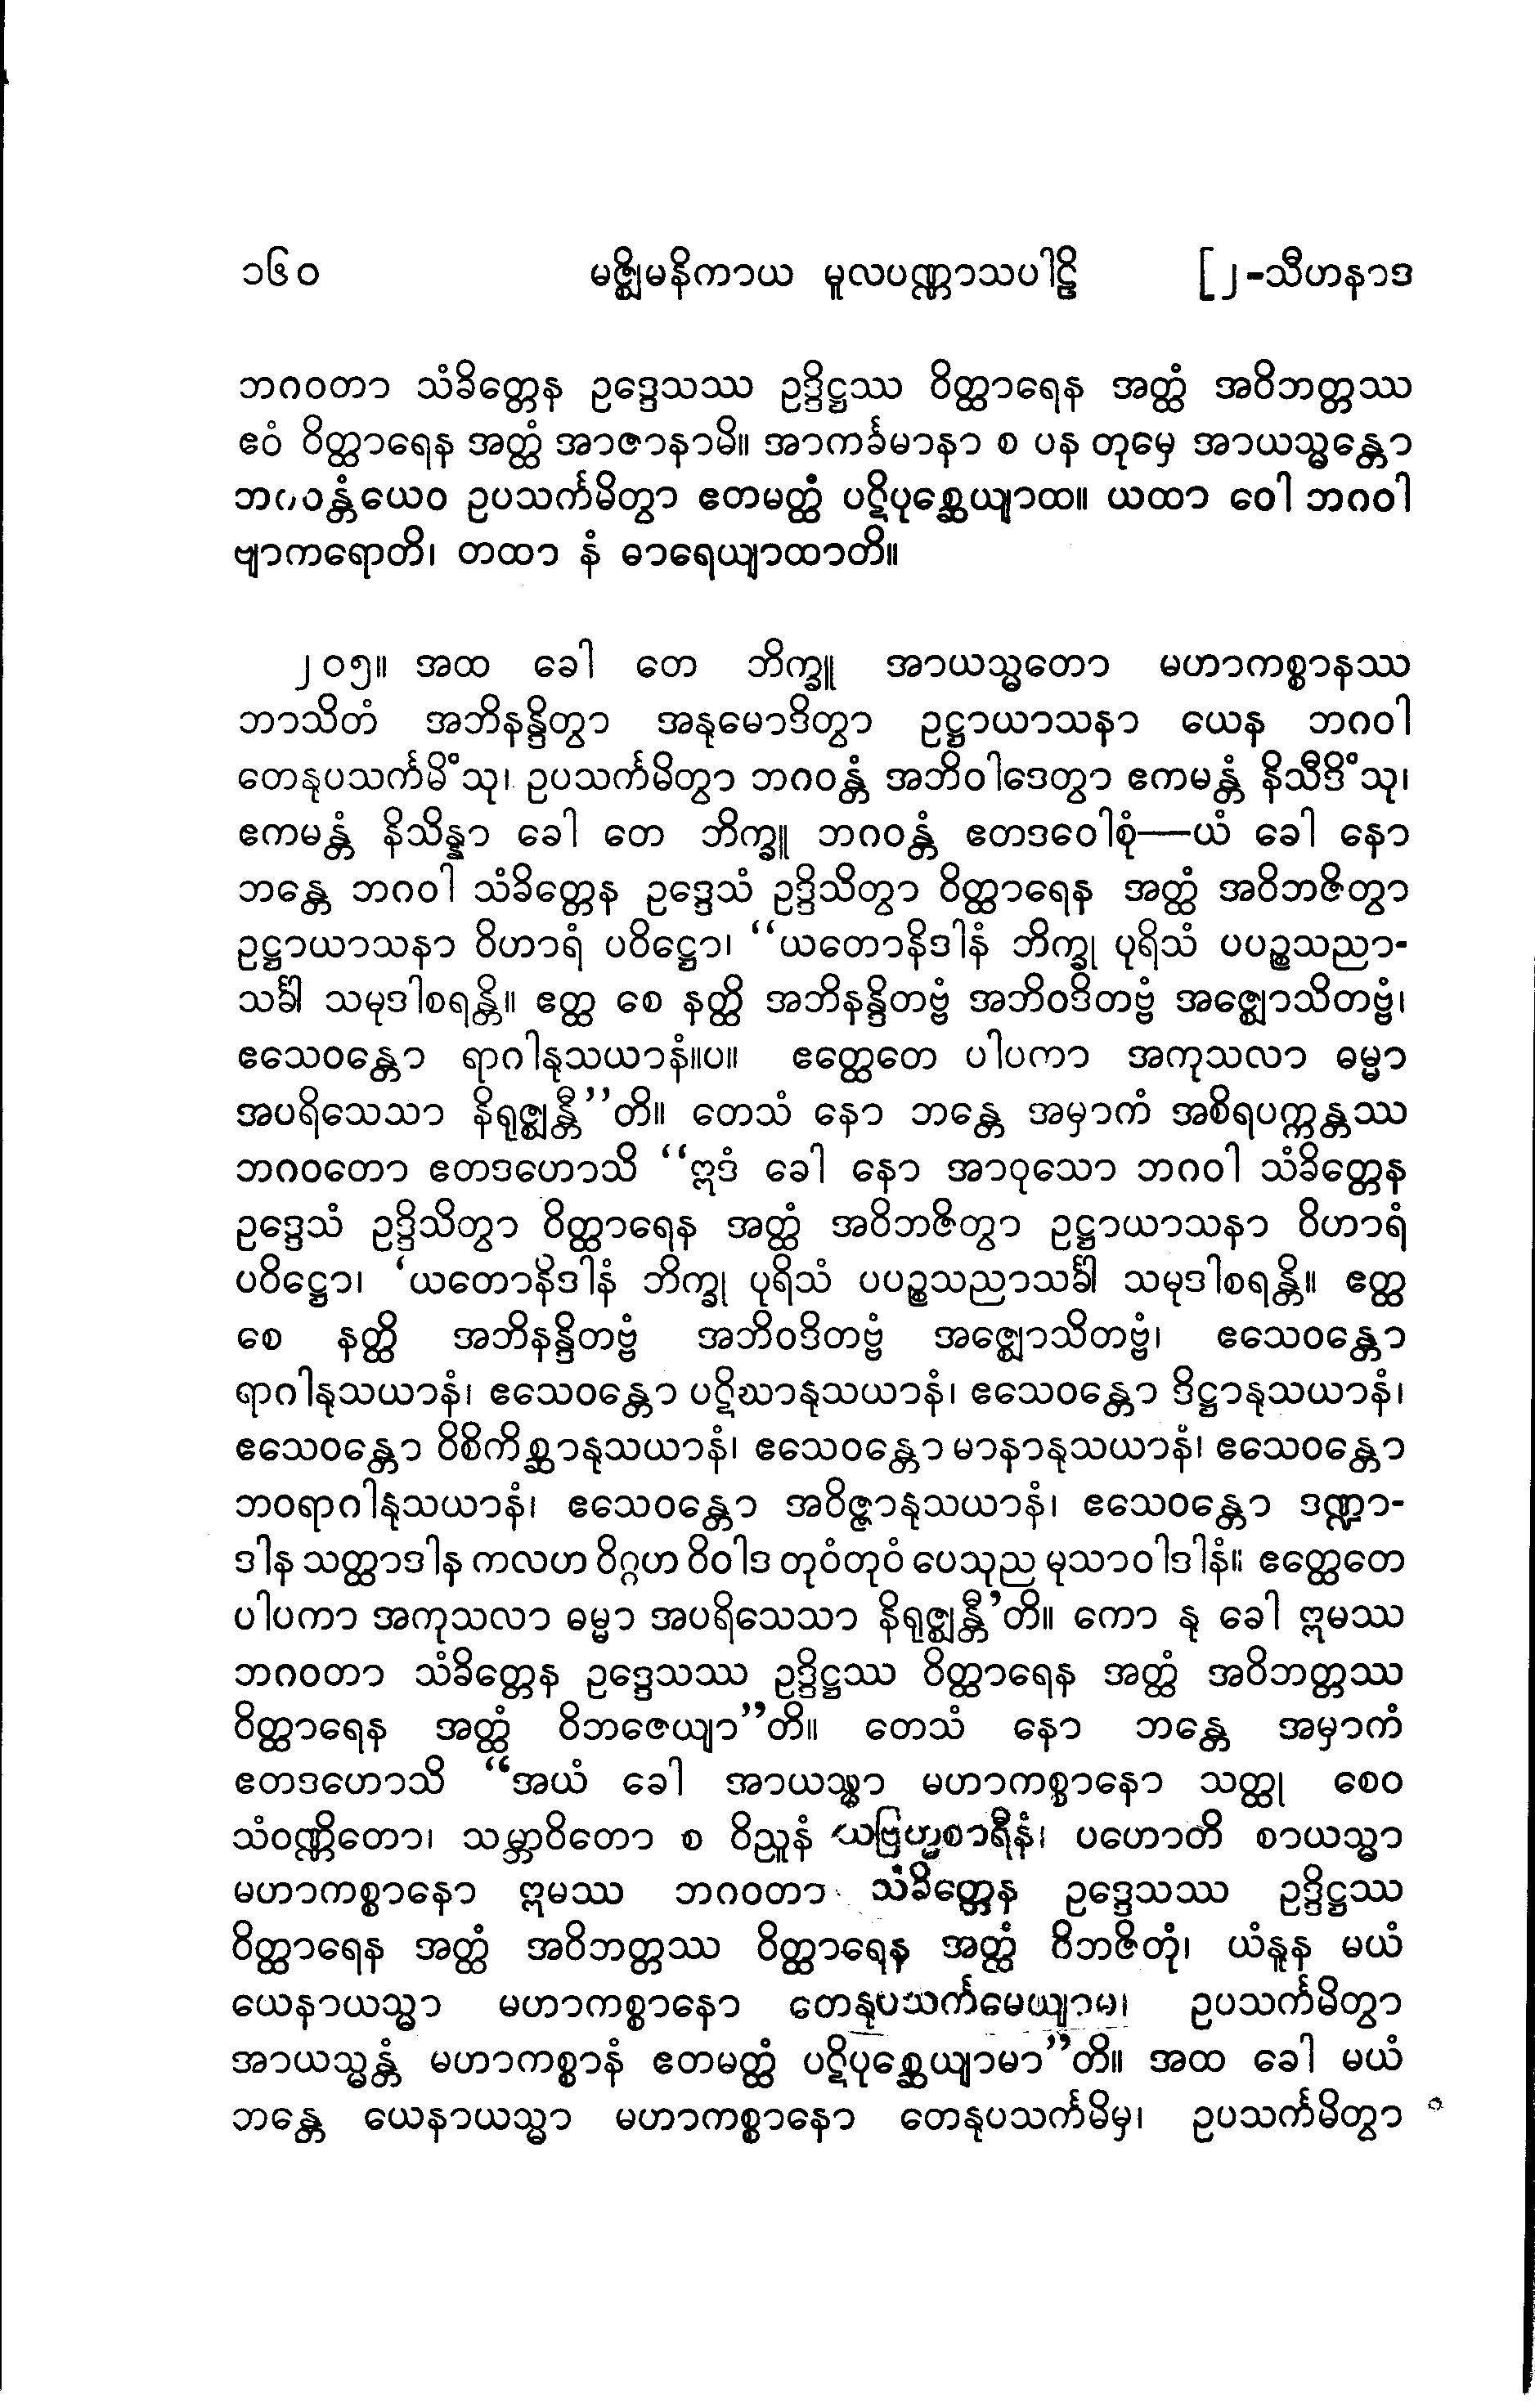 ၁၆၀ မဇ္ဈိမနိကာယ မူလပဏ္ဏာသပါဠိ [၂-သီဟနာဒ
ဘဂဝတာ သံခိတ္တေန ဥဒ္ဒေသဿ ဥဒ္ဒိဋ္ဌဿ ဝိတ္ထာရေန အတ္ထံ အဝိဘတ္တဿ
ဧဝံ ဝိတ္ထာရေန အတ္ထံ အာဇာနာမိ။ အာကင်္ခမာနာ စ ပန တုမှေ အာယသ္မန္တော
ဘဂဝန္တံယေဝ ဥပသင်္ကမိတွာ ဧတမတ္ထံ ပဋိပုစ္ဆေယျာထ။ ယထာ ဝေါ ဘဂဝါ
ဗျာကရောတိ၊ တထာ နံ ဓာရေယျာထာတိ။
၂၀၅။ အထ ခေါ တေ ဘိက္ခူ အာယသ္မတော မဟာကစ္စာနဿ
ဘာသိတံ အဘိနန္ဒိတွာ အနုမောဒိတွာ ဥဋ္ဌာယာသနာ ယေန ဘဂဝါ
တေနုပသင်္ကမိံသု၊ ဥပသင်္ကမိတွာ ဘဂဝန္တံ အဘိဝါဒေတွာ ဧကမန္တံ နိသီဒိံသု၊
ဧကမန္တံ နိသိန္နာ ခေါ တေ ဘိက္ခူ ဘဂဝန္တံ ဧတဒဝေါစုံ—ယံ ခေါ နော
ဘန္တေ ဘဂဝါ သံခိတ္တေန ဥဒ္ဒေသံ ဥဒ္ဒိသိတွာ ဝိတ္ထာရေန အတ္ထံ အဝိဘဇိတွာ
ဥဋ္ဌာယာသနာ ဝိဟာရံ ပဝိဋ္ဌော၊ “ယတောနိဒါနံ ဘိက္ခု ပုရိသံ ပပဉ္စသညာ-
သင်္ခါ သမုဒါစရန္တိ။ ဧတ္ထ စေ နတ္ထိ အဘိနန္ဒိတဗ္ဗံ အဘိဝဒိတဗ္ဗံ အဇ္ဈောသိတဗ္ဗံ၊
ဧသေဝန္တော ရာဂါနုသယာနံ။ပ။ ဧတ္ထေတေ ပါပကာ အကုသလာ ဓမ္မာ
အပရိသေသာ နိရုဇ္ဈန္တီ”တိ။ တေသံ နော ဘန္တေ အမှာကံ အစိရပက္ကန္တဿ
ဘဂဝတော ဧတဒဟောသိ “ဣဒံ ခေါ နော အာဝုသော ဘဂဝါ သံခိတ္တေန
ဥဒ္ဒေသံ ဥဒ္ဒိသိတွာ ဝိတ္ထာရေန အတ္ထံ အဝိဘဇိတွာ ဥဋ္ဌာယာသနာ ဝိဟာရံ
ပဝိဋ္ဌော၊ ‘ယတောနိဒါနံ ဘိက္ခု ပုရိသံ ပပဉ္စသညာသင်္ခါ သမုဒါစရန္တိ။ ဧတ္ထ
စေ နတ္ထိ အဘိနန္ဒိတဗ္ဗံ အဘိဝဒိတဗ္ဗံ အဇ္ဈောသိတဗ္ဗံ၊ ဧသေဝန္တော
ရာဂါနုသယာနံ၊ ဧသေဝန္တော ပဋိဃာနုသယာနံ၊ ဧသေဝန္တော ဒိဋ္ဌာနုသယာနံ၊
ဧသေဝန္တော ဝိစိကိစ္ဆာနုသယာနံ၊ ဧသေဝန္တော မာနာနုသယာနံ၊ ဧသေဝန္တော
ဘဝရာဂါနုသယာနံ၊ ဧသေဝန္တော အဝိဇ္ဇာနုသယာနံ၊ ဧသေဝန္တော ဒဏ္ဍာ-
ဒါန သတ္ထာဒါန ကလဟ ဝိဂ္ဂဟ ဝိဝါဒ တုဝံတုဝံ ပေသုည မုသာဝါဒါနံ။ ဧတ္ထေတေ
ပါပကာ အကုသလာ ဓမ္မာ အပရိသေသာ နိရုဇ္ဈန္တီ’တိ။ ကော နု ခေါ ဣမဿ
ဘဂဝတာ သံခိတ္တေန ဥဒ္ဒေသဿ ဥဒ္ဒိဋ္ဌဿ ဝိတ္ထာရေန အတ္ထံ အဝိဘတ္တဿ
ဝိတ္ထာရေန အတ္ထံ ဝိဘဇေယျာ”တိ။ တေသံ နော ဘန္တေ အမှာကံ
ဧတဒဟောသိ “အယံ ခေါ အာယသ္မာ မဟာကစ္စာနော သတ္ထု စေဝ
သံဝဏ္ဏိတော၊ သမ္ဘာဝိတော စ ဝိညူနံ သဗြဟ္မစာရီနံ၊ ပဟောတိ စာယသ္မာ
မဟာကစ္စာနော ဣမဿ ဘဂဝတာ သံခိတ္တေန ဥဒ္ဒေသဿ ဥဒ္ဒိဋ္ဌဿ
ဝိတ္ထာရေန အတ္ထံ အဝိဘတ္တဿ ဝိတ္ထာရေန အတ္ထံ ဝိဘဇိတုံ၊ ယံနူန မယံ
ယေနာယသ္မာ မဟာကစ္စာနော တေနုပသင်္ကမေယျာမ၊ ဥပသင်္ကမိတွာ
အာယသ္မန္တံ မဟာကစ္စာနံ ဧတမတ္ထံ ပဋိပုစ္ဆေယျာမာ”တိ။ အထ ခေါ မယံ
ဘန္တေ ယေနာယသ္မာ မဟာကစ္စာနော တေနုပသင်္ကမိမှ၊ ဥပသင်္ကမိတွာ